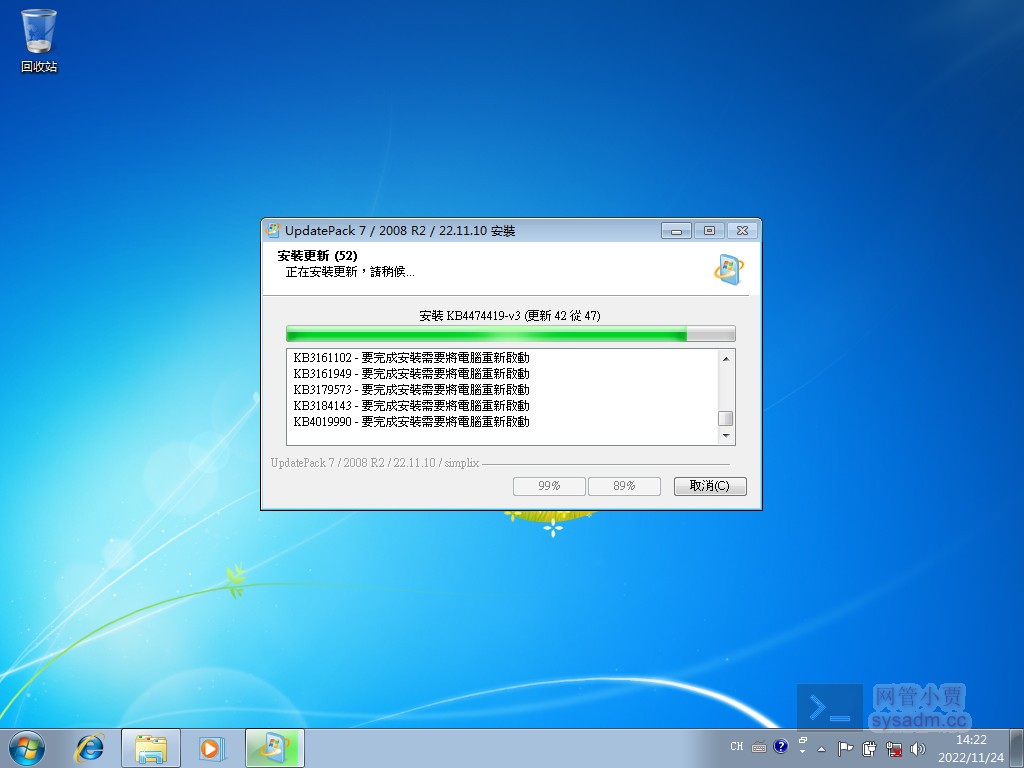 回收站
UpdatePack 7 / 2008 R2 / 22.11.10 安裝
安裝更新 (52)
正在安裝更新，請稍候...
安裝 KB4474419-v3 (更新 42 從 47)
KB3161102 - 要完成安裝需要將電腦重新啟動
KB3161949 - 要完成安裝需要將電腦重新啟動
KB3179573 - 要完成安裝需要將電腦重新啟動
KB3184143 - 要完成安裝需要將電腦重新啟動
KB4019990 - 要完成安裝需要將電腦重新啟動
UpdatePack 7 / 2008 R2 / 22.11.10 / simplix
99%
89%
取消(C)
网管小贾
sysadm.cc
CH
14:22
2022/11/24